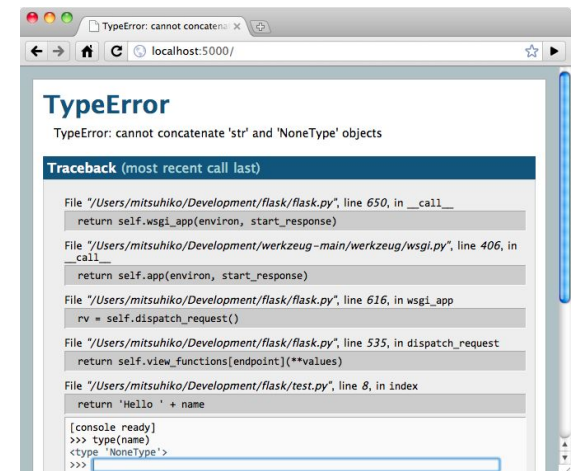 TypeError: cannot concatena
localhost:5000/
TypeError
TypeError: cannot concatenate 'str' and 'NoneType' objects
Traceback (most recent call last)
File "/Users/mitsuhiko/Development/flask/flask.py", line 650, in __call__
return self.wsgi_app(environ, start_response)
File "/Users/mitsuhiko/Development/werkzeug-main/werkzeug/wsgi.py", line 406, in
__call__
return self.app(environ, start_response)
File "/Users/mitsuhiko/Development/flask/flask.py", line 616, in wsgi_app
rv = self.dispatch_request()
File "/Users/mitsuhiko/Development/flask/flask.py", line 535, in dispatch_request
return self.view_functions[endpoint](**values)
File "/Users/mitsuhiko/Development/flask/test.py", line 8, in index
return 'Hello ' + name
[console ready]
>>> type(name)
<type 'NoneType'>
>>>